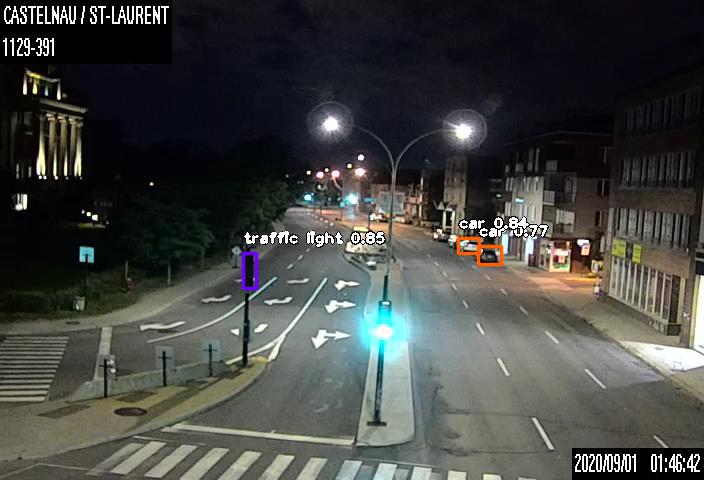 CASTELNAU / ST-LAURENT
1129-391
car 0.84
car 0.77
traffic light 0.85
2020/09/01 01:46:42